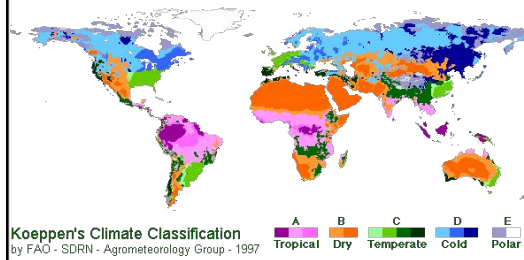 Koeppen's Climate Classification
by FAO - SDRN - Agrometeorology Group - 1997
A B C D E
Tropical Dry Temperate Cold Polar